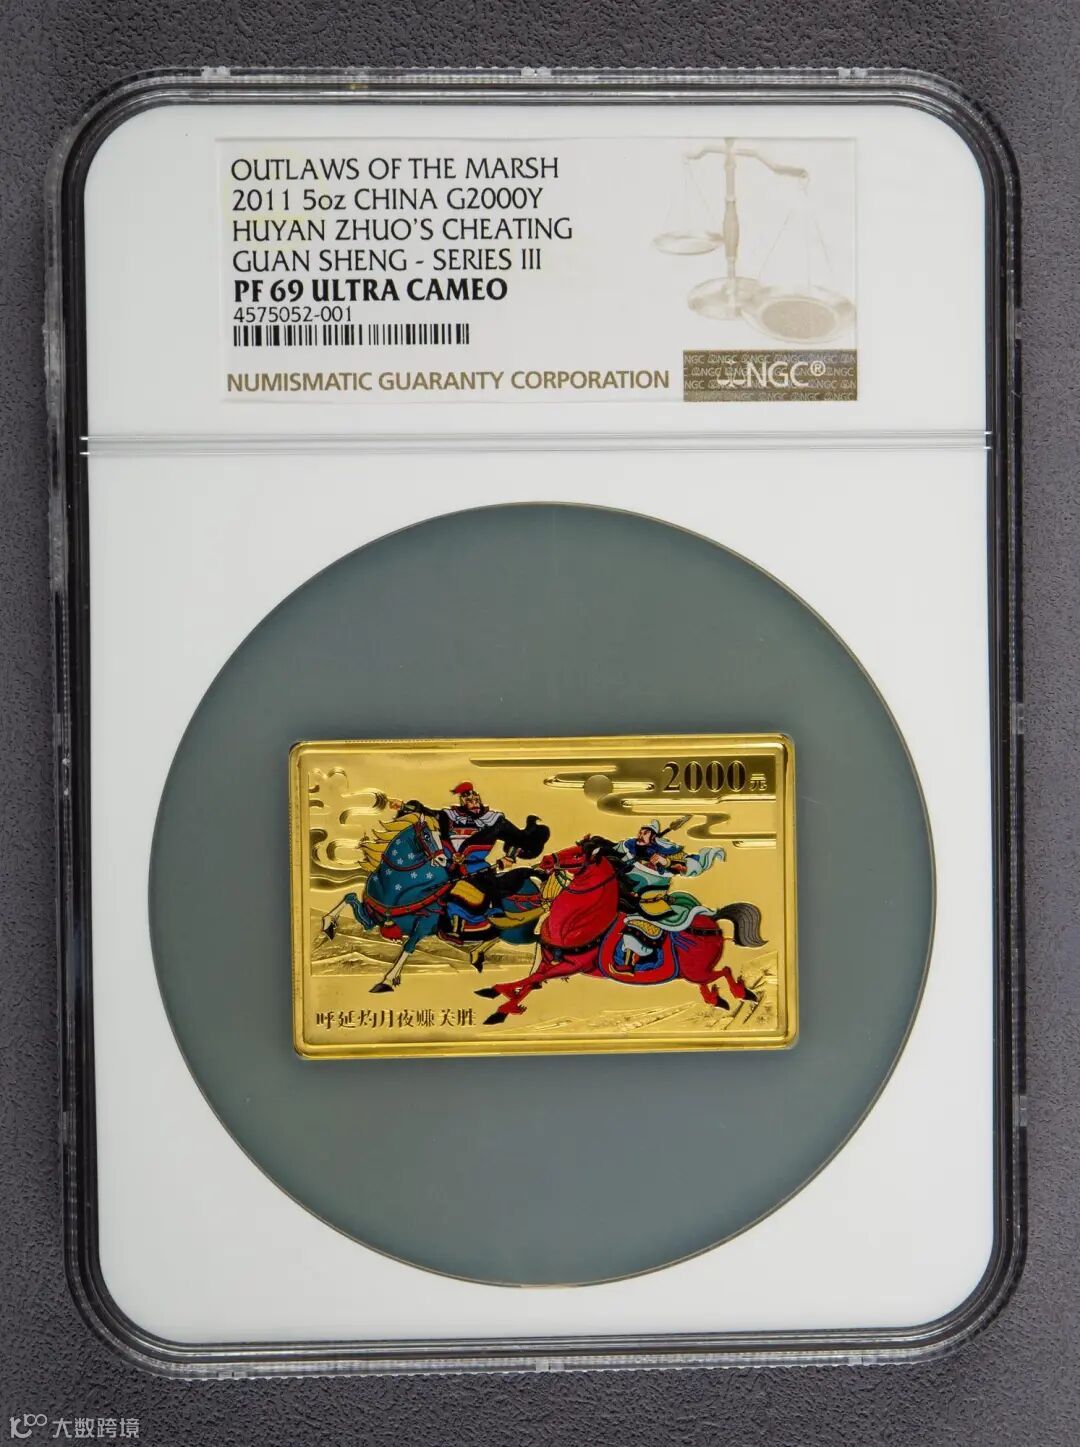 OUTLAWS OF THE MARSH
2011 5oz CHINA G2000Y
HUYAN ZHUO'S CHEATING
GUAN SHENG - SERIES III
PF 69 ULTRA CAMEO
4575052-001
NUMISMATIC GUARANTY CORPORATION
NGC®
2000元
呼延灼月夜赚关胜
大数跨境